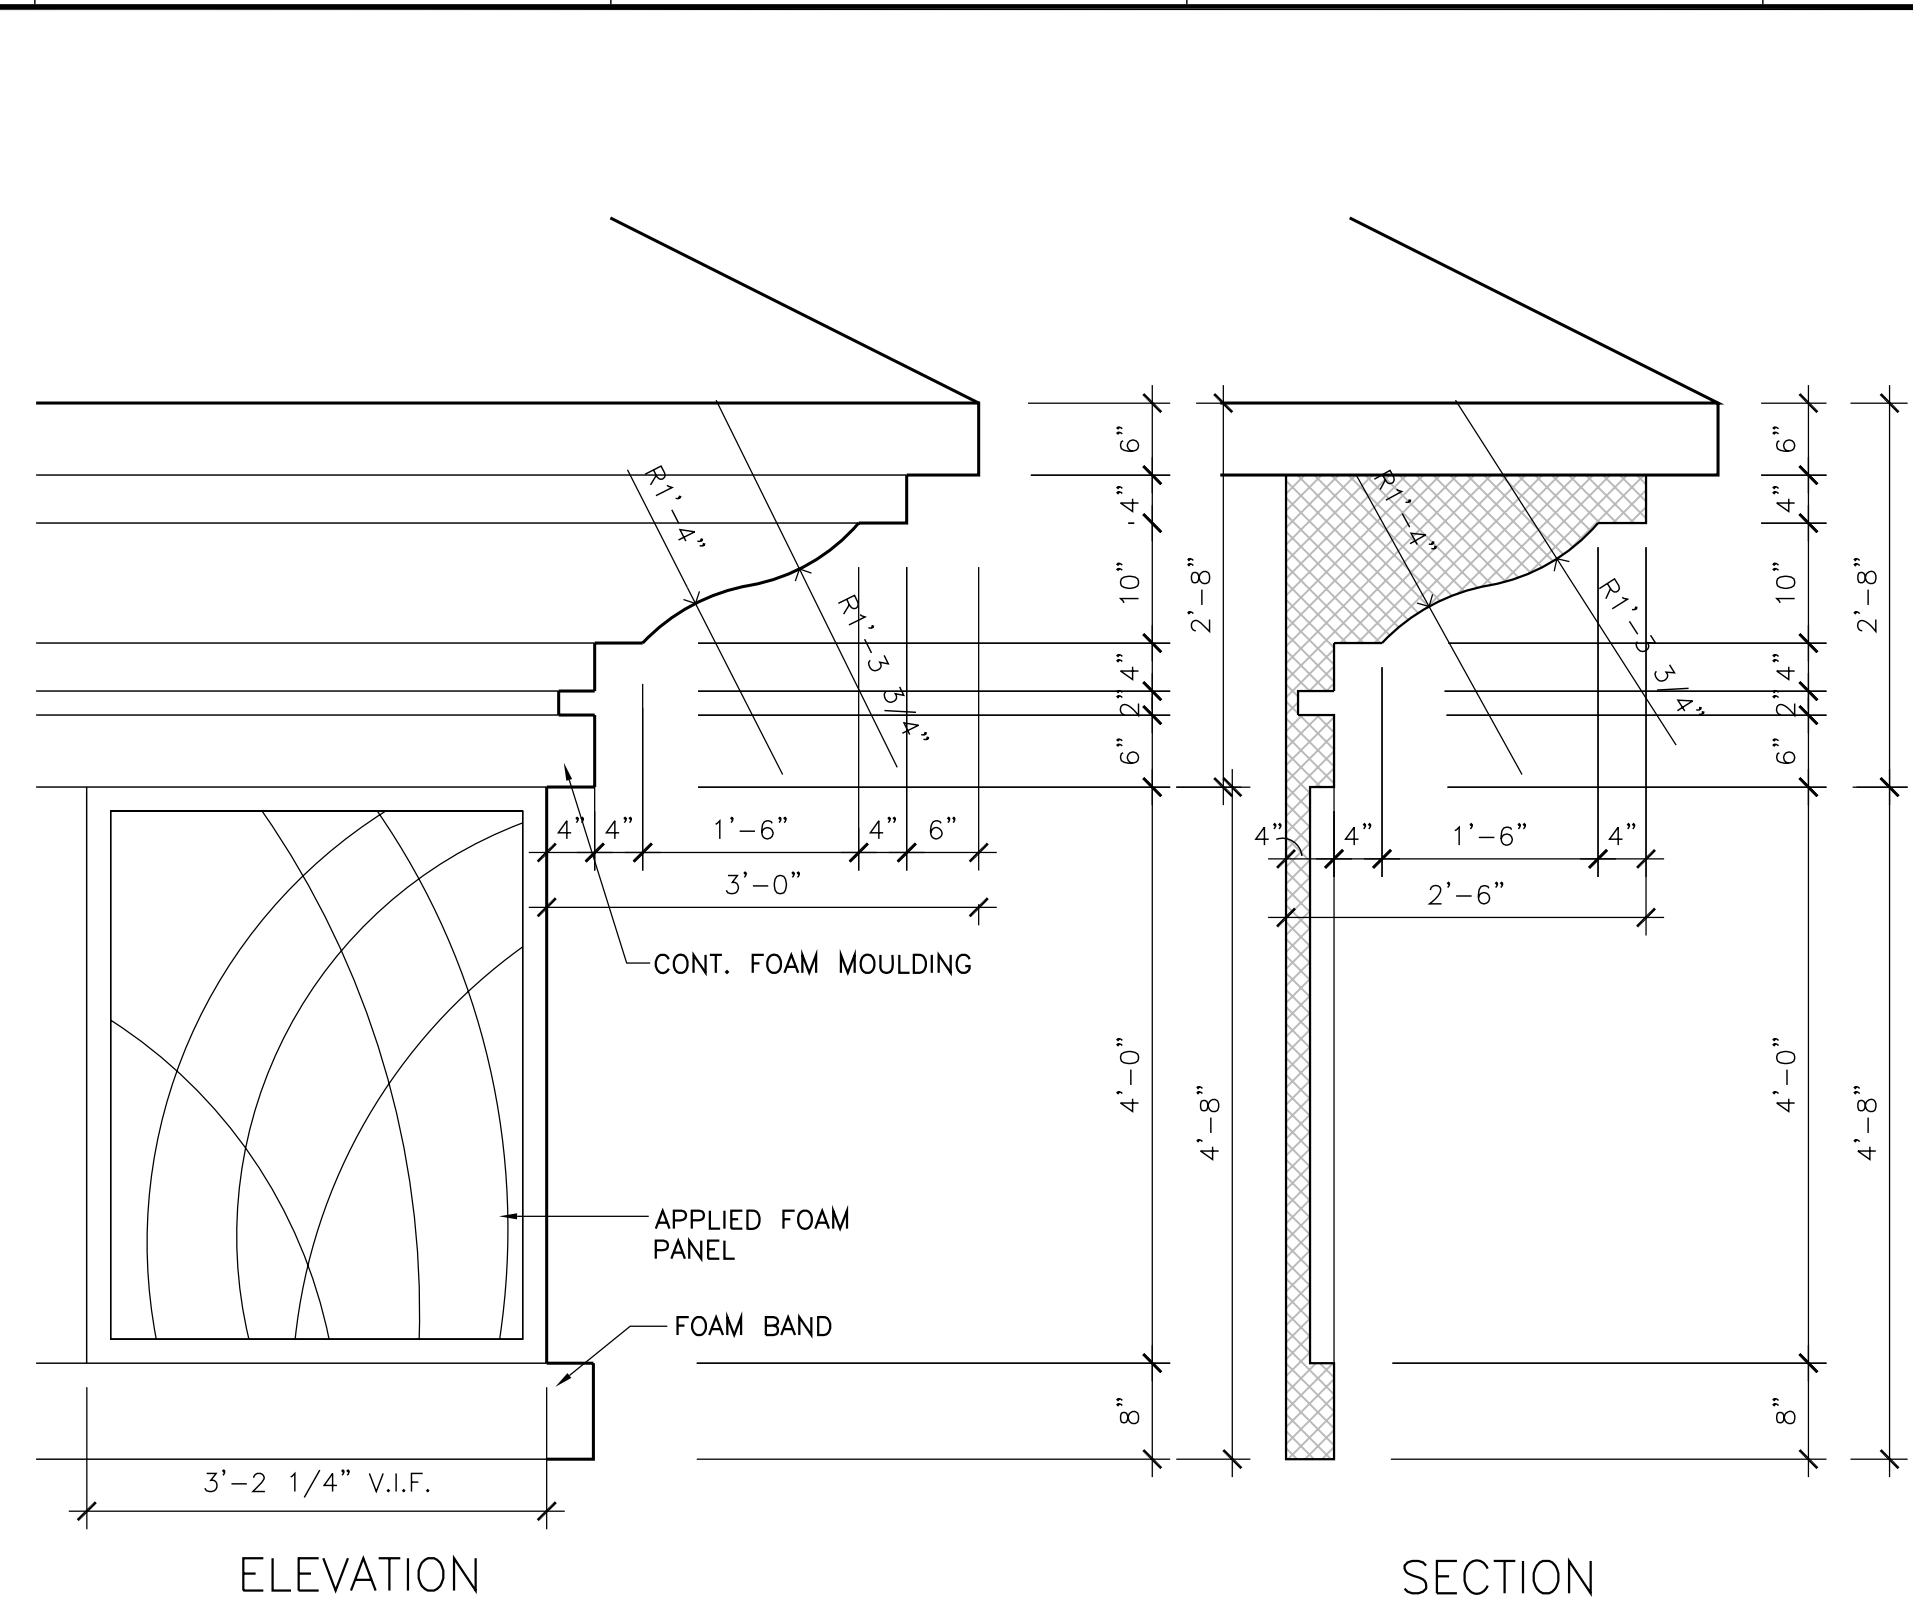 6”
6”
R1’−4”
R1’−4”
4”
4”
10”
10”
2’−8”
2’−8”
R1’−3 3/4”
R1’−3 3/4”
4”
4”
2”
2”
6”
6”
4” 4” 1’−6” 4” 6”
4” 4” 1’−6” 4”
3’−0”
2’−6”
CONT. FOAM MOULDING
4’−0”
4’−0”
4’−8”
4’−8”
APPLIED FOAM
PANEL
FOAM BAND
8”
8”
3’−2 1/4” V.I.F.
ELEVATION
SECTION